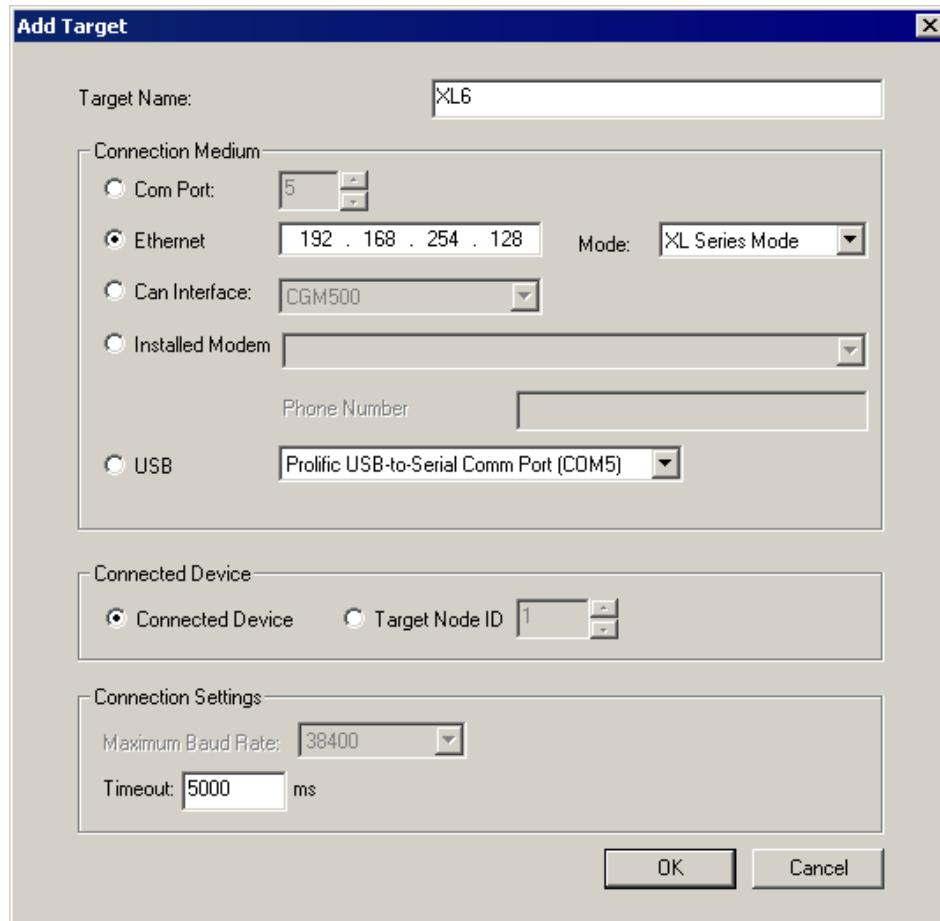 Add Target
Target Name: XL6
Connection Medium
Com Port: 5
Ethernet 192 . 168 . 254 . 128 Mode: XL Series Mode
Can Interface: CGM500
Installed Modem
Phone Number
USB Prolific USB-to-Serial Comm Port (COM5)
Connected Device
Connected Device Target Node ID 1
Connection Settings
Maximum Baud Rate: 38400
Timeout: 5000 ms
OK Cancel